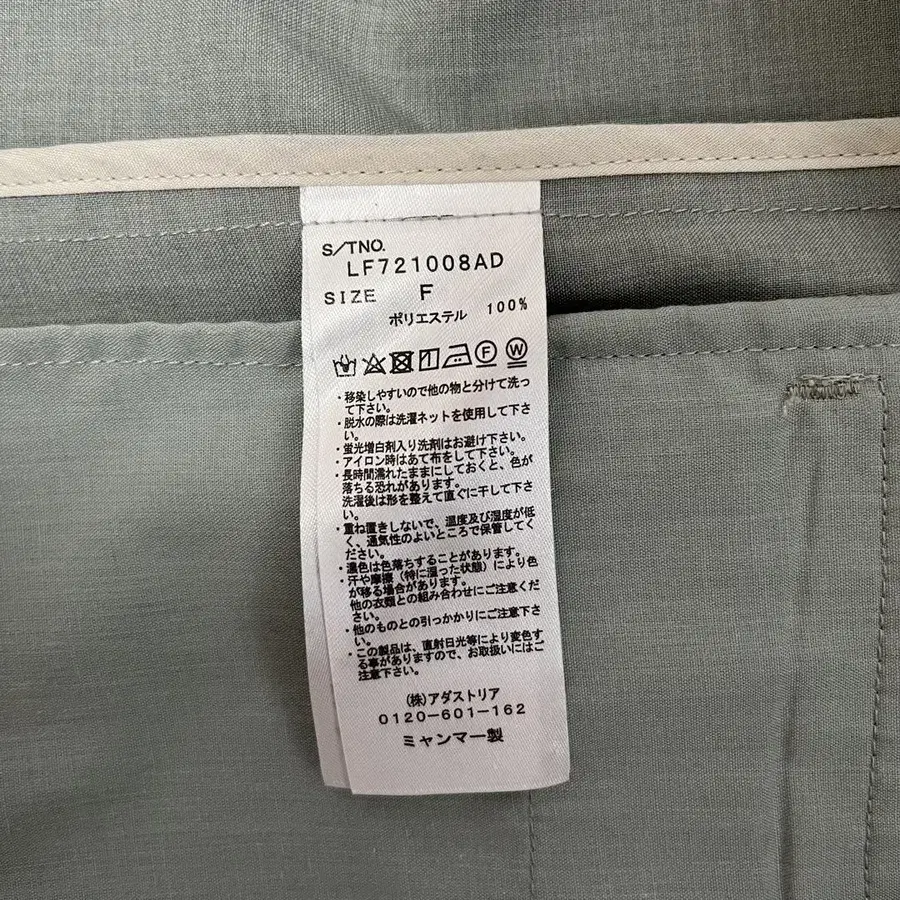 S/TNO.
LF721008AD
SIZE F
ポリエステル 100%
F W
・移染しやすいので他の物と分けて洗っ
て下さい。
・脱水の際は洗濯ネットを使用して下さ
い。
・蛍光増白剤入り洗剤はお避け下さい。
・アイロン時はあて布をして下さい。
・長時間濡れたままにしておくと、色が
落ちる恐れがあります。
洗濯後は形を整えて直ぐに干して下さ
い。
・重ね置きしないで、温度及び湿度が低
く、通気性のよいところで保管してく
ださい。
・濃色は色落ちすることがあります。
・汗や摩擦（特に湿った状態）により色
が移る場合があります。
他の衣類との組み合わせにご注意くだ
さい。
・他のものとの引っかかりにご注意下さ
い。
・この製品は、直射日光等により変色す
る事がありますので、お取扱いにはご
注意下さい。
(株)アダストリア
0120-601-162
ミャンマー製